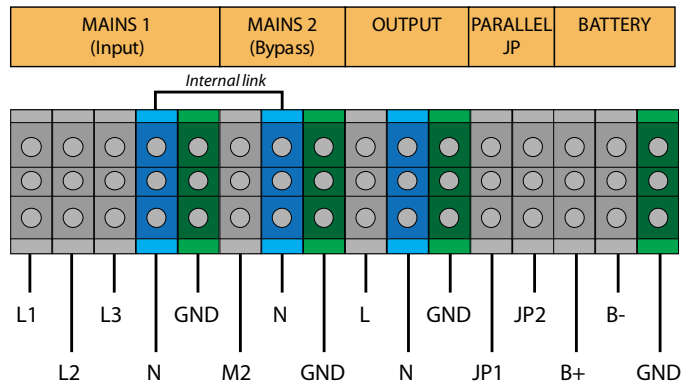 MAINS 1
(Input)
MAINS 2
(Bypass)
OUTPUT
PARALLEL
JP
BATTERY
Internal link
L1
L3
GND
N
L
GND
JP2
B-
L2
N
M2
GND
N
JP1
B+
GND